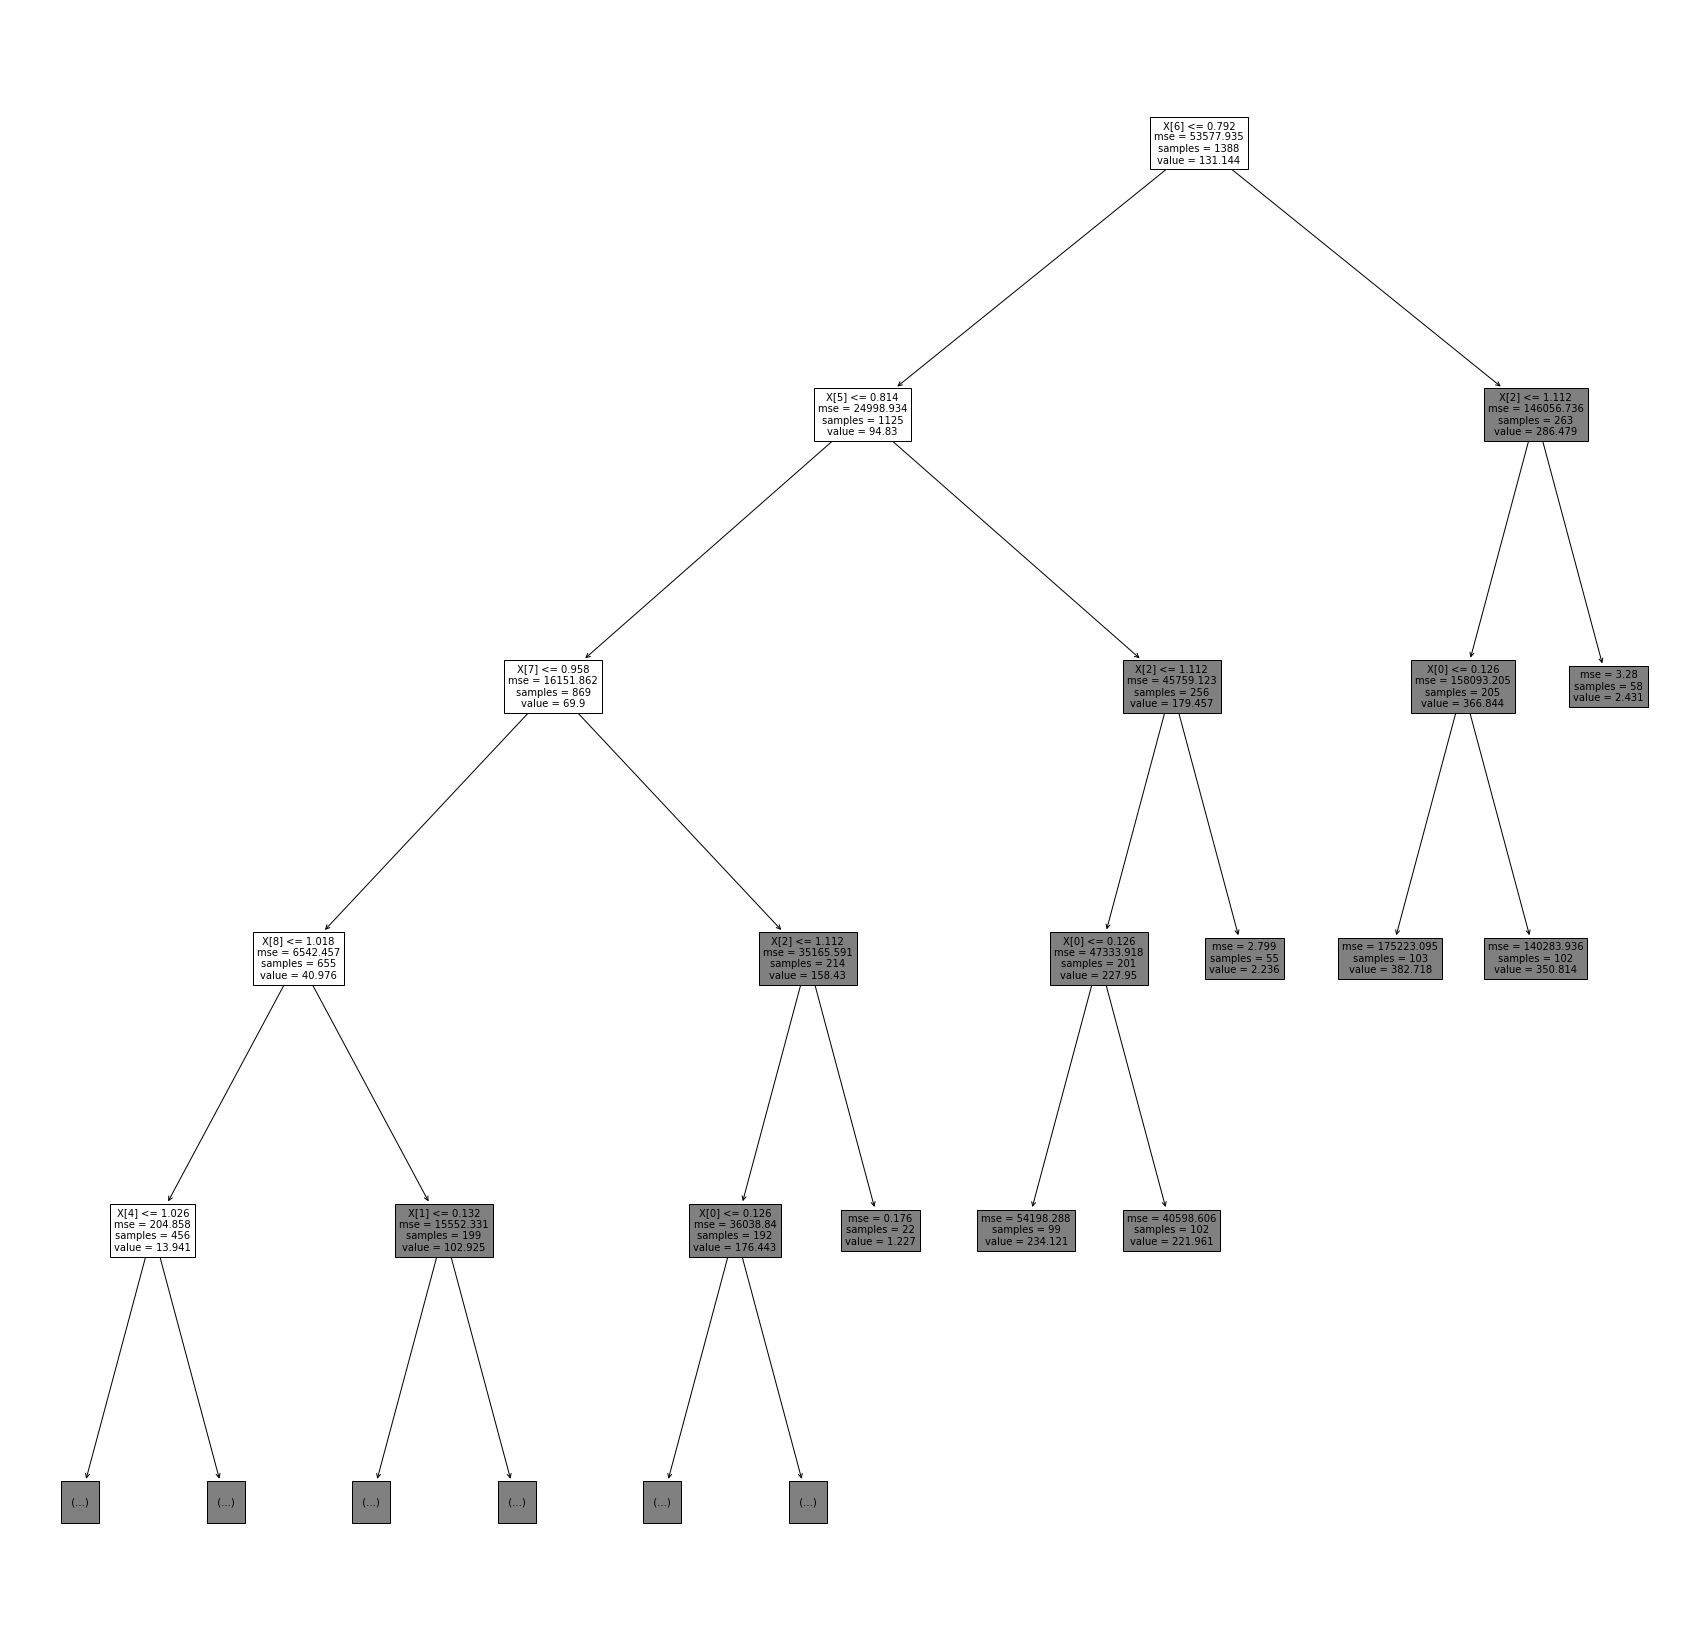 X[6] <= 0.792
mse = 53577.935
samples = 1388
value = 131.144
X[5] <= 0.814
mse = 24998.934
samples = 1125
value = 94.83
X[2] <= 1.112
mse = 146056.736
samples = 263
value = 286.479
X[7] <= 0.958
mse = 16151.862
samples = 869
value = 69.9
X[2] <= 1.112
mse = 45759.123
samples = 256
value = 179.457
X[0] <= 0.126
mse = 158093.205
samples = 205
value = 366.844
mse = 3.28
samples = 58
value = 2.431
X[8] <= 1.018
mse = 6542.457
samples = 655
value = 40.976
X[2] <= 1.112
mse = 35165.591
samples = 214
value = 158.43
X[0] <= 0.126
mse = 47333.918
samples = 201
value = 227.95
mse = 2.799
samples = 55
value = 2.236
mse = 175223.095
samples = 103
value = 382.718
mse = 140283.936
samples = 102
value = 350.814
X[4] <= 1.026
mse = 204.858
samples = 456
value = 13.941
X[1] <= 0.132
mse = 15552.331
samples = 199
value = 102.925
X[0] <= 0.126
mse = 36038.84
samples = 192
value = 176.443
mse = 0.176
samples = 22
value = 1.227
mse = 54198.288
samples = 99
value = 234.121
mse = 40598.606
samples = 102
value = 221.961
(...)
(...)
(...)
(...)
(...)
(...)